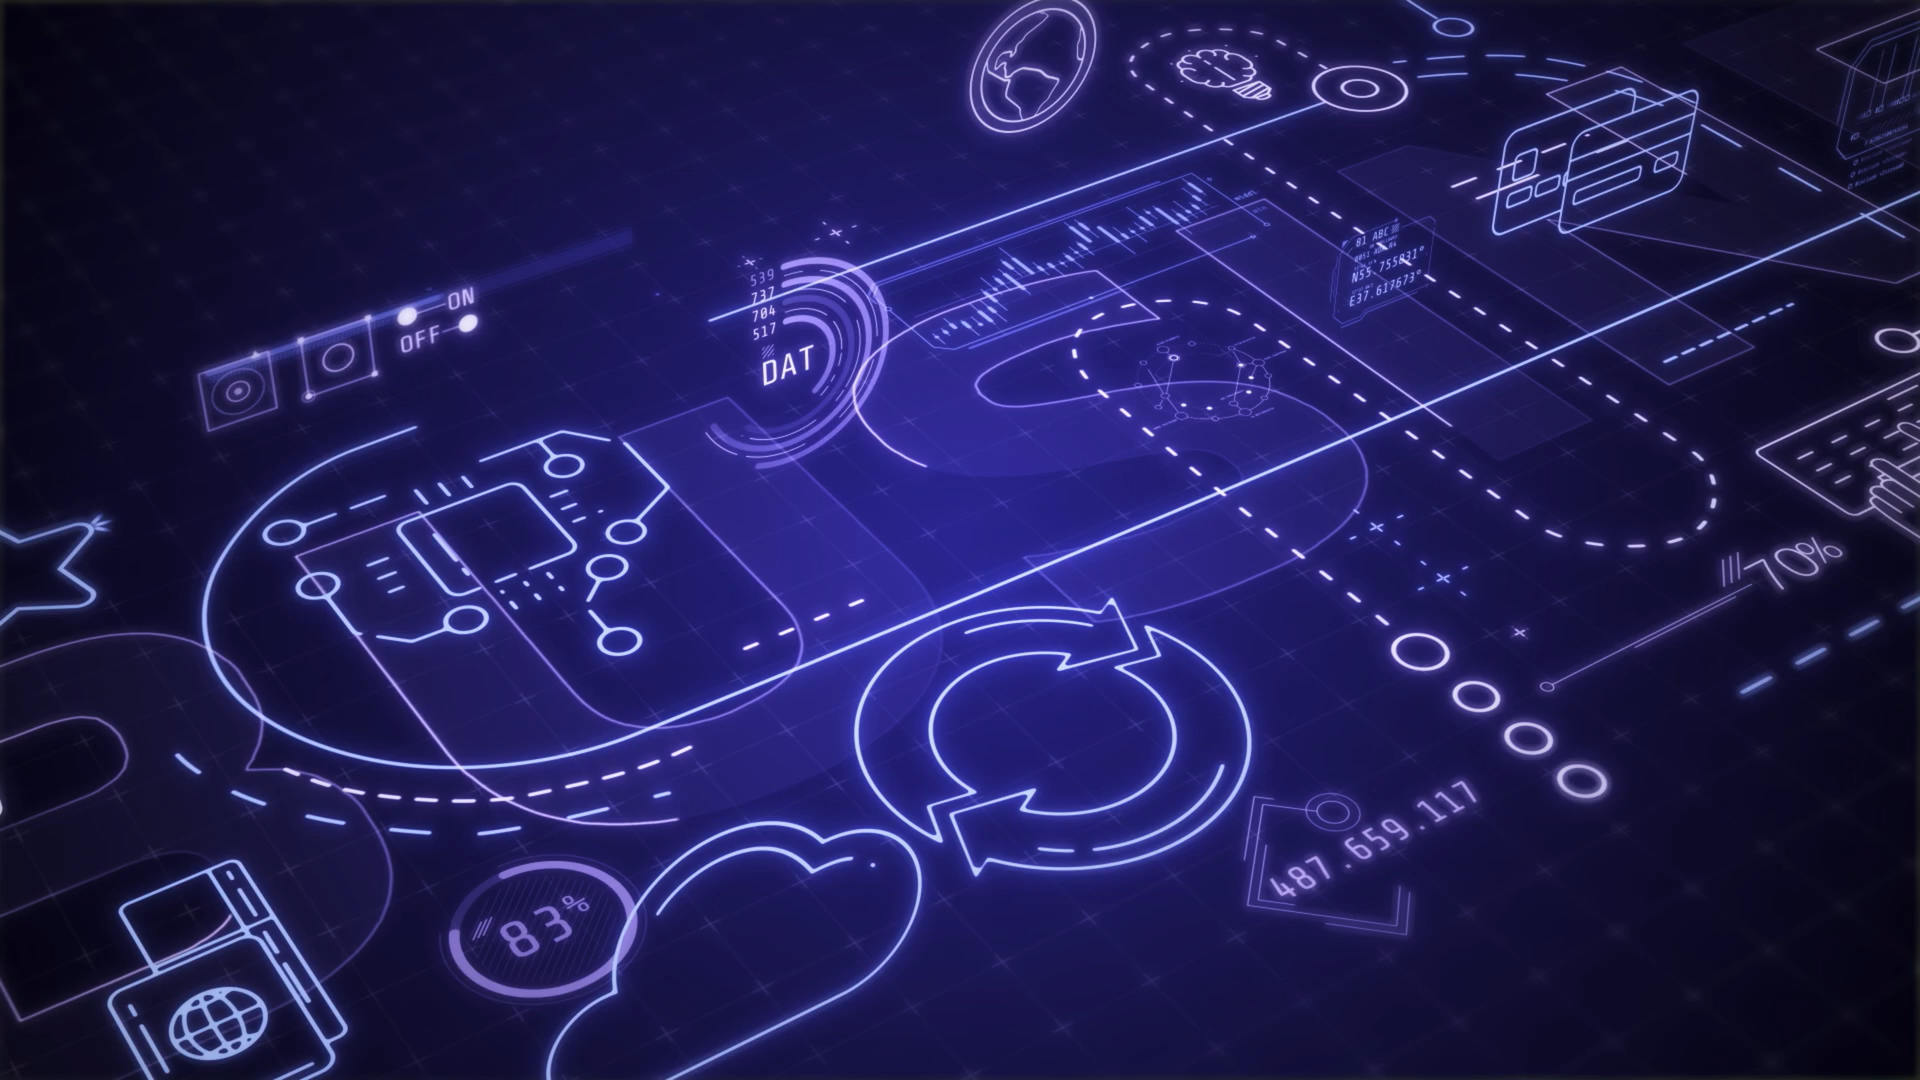 ON
OFF
539
737
704
517
DAT
81 ABC
N55.755831°
E37.617673°
70%
83%
487.659.117